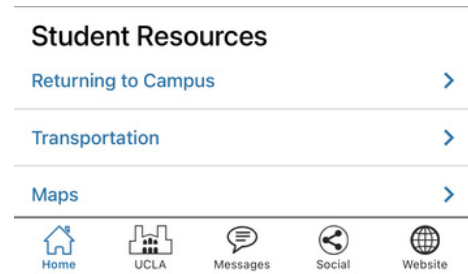 Student Resources
Returning to Campus
Transportation
Maps
Home UCLA Messages Social Website